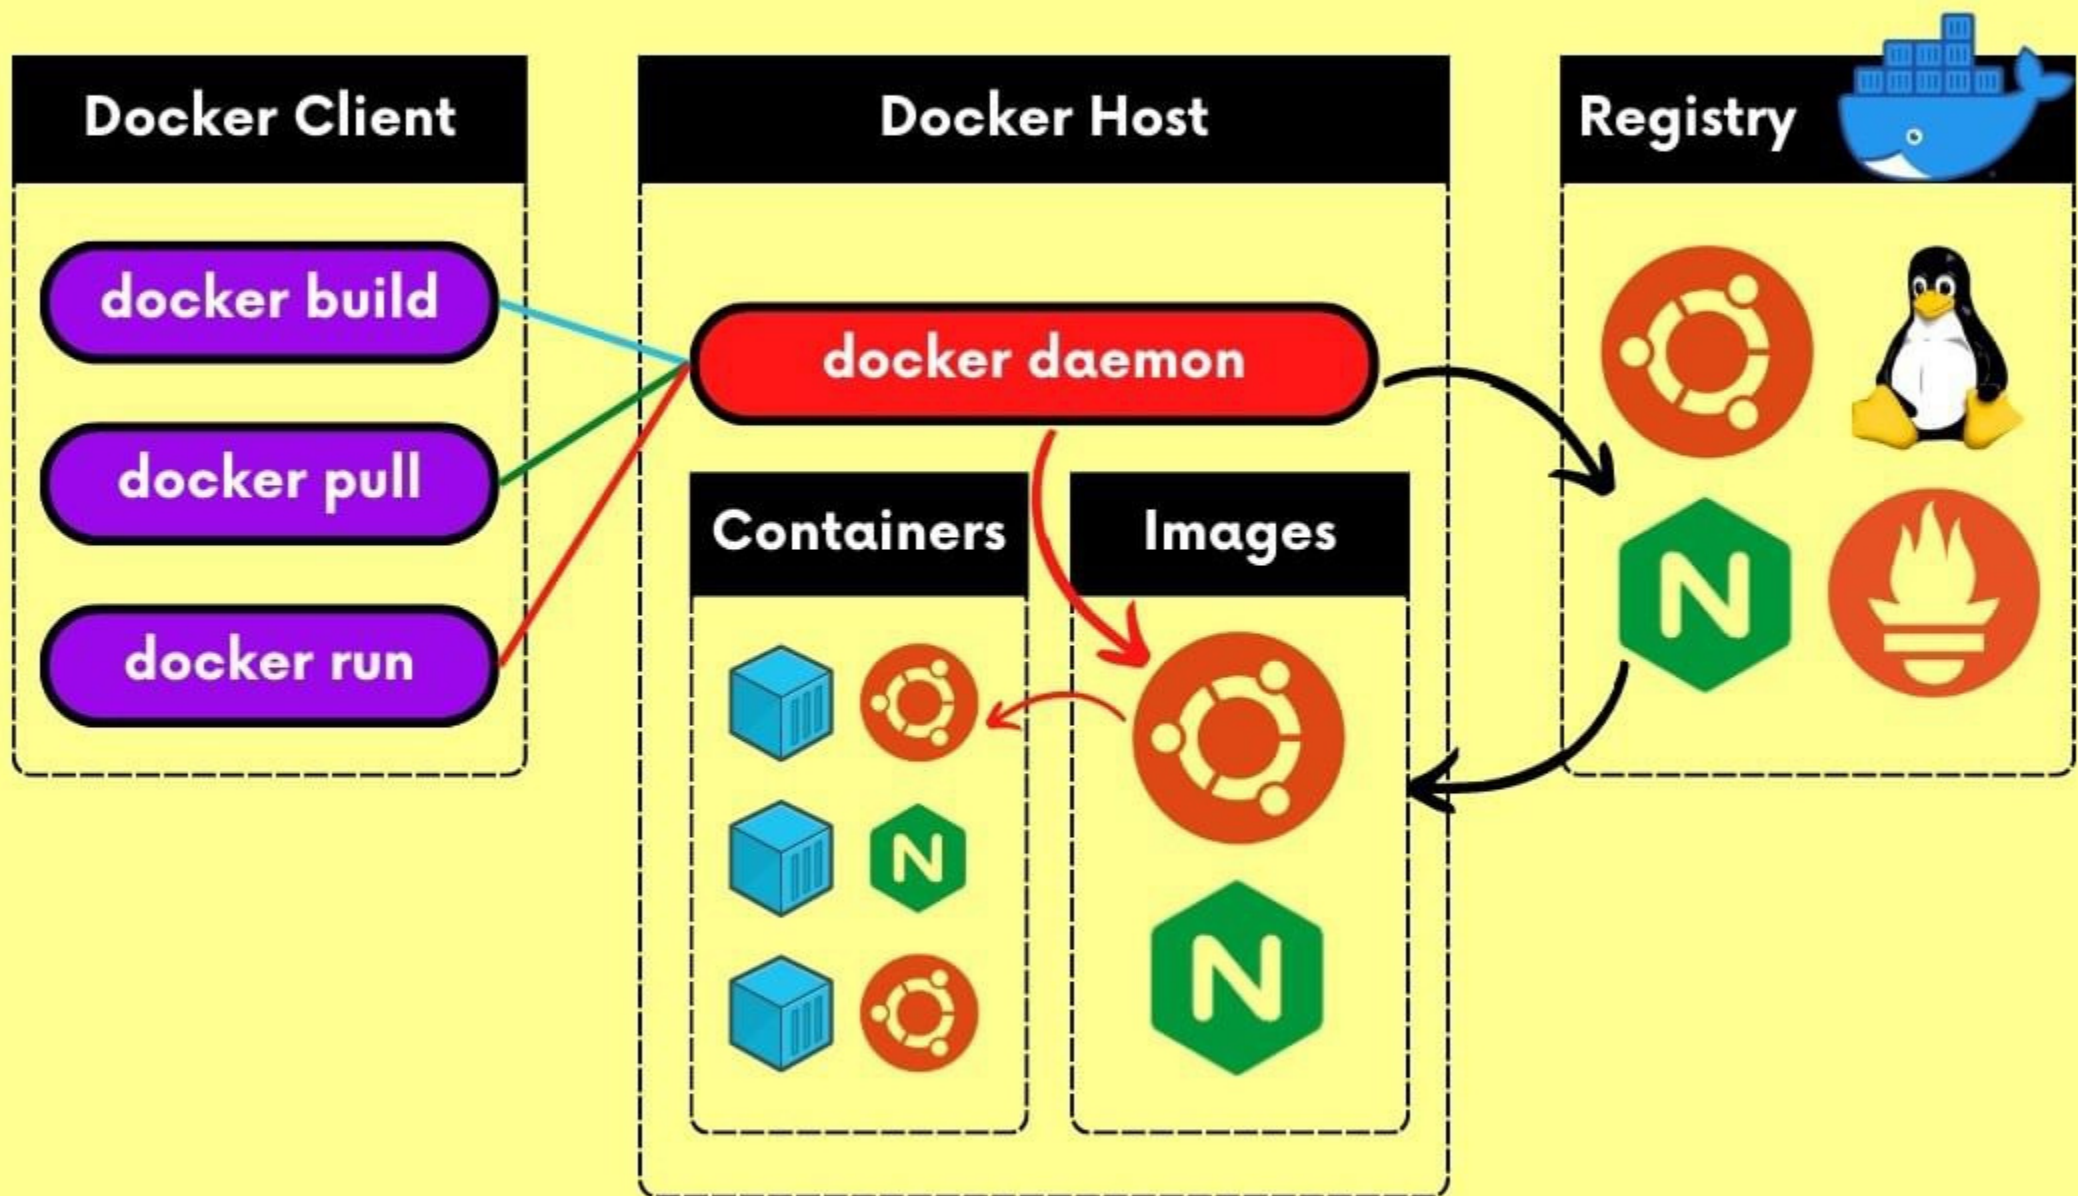 Docker Client
docker build
docker pull
docker run
Docker Host
docker daemon
Containers
Images
N
N
Registry
N